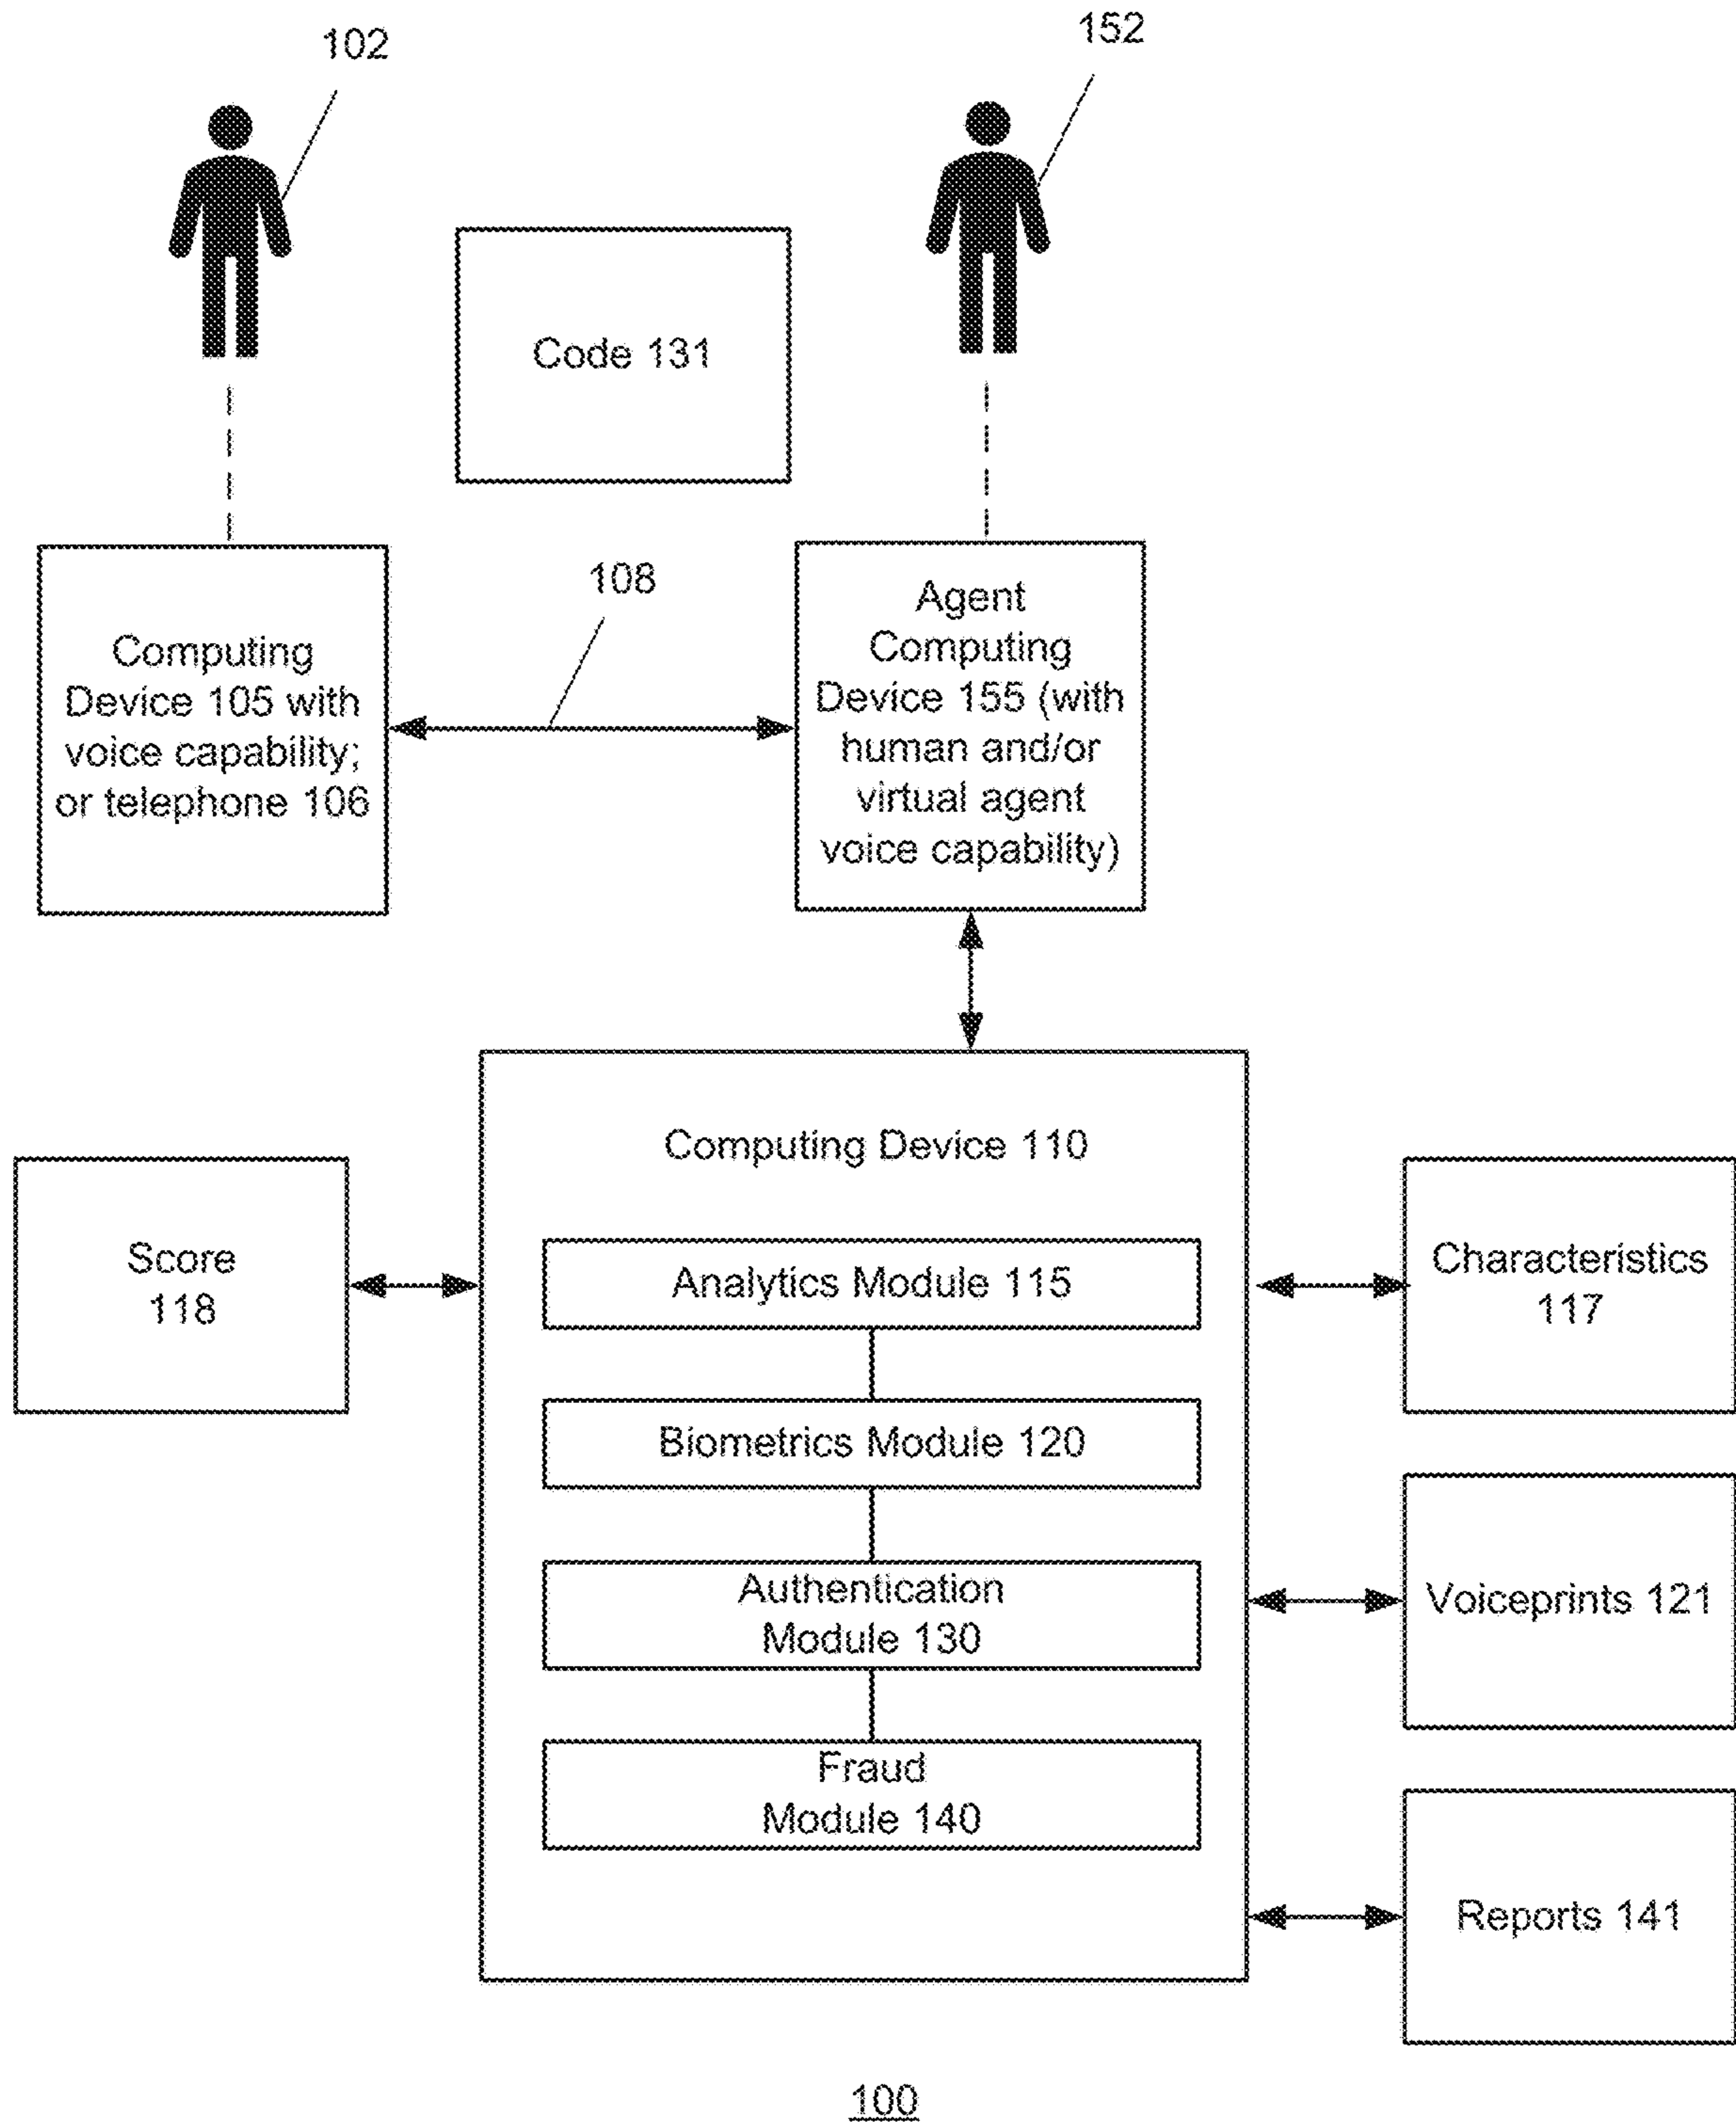 102
152
Code 131
108
Computing
Device 105 with
voice capability;
or telephone 106
Agent
Computing
Device 155 (with
human and/or
virtual agent
voice capability)
Computing Device 110
Score
118
Analytics Module 115
Characteristics
117
Biometrics Module 120
Authentication
Module 130
Voiceprints 121
Fraud
Module 140
Reports 141
100